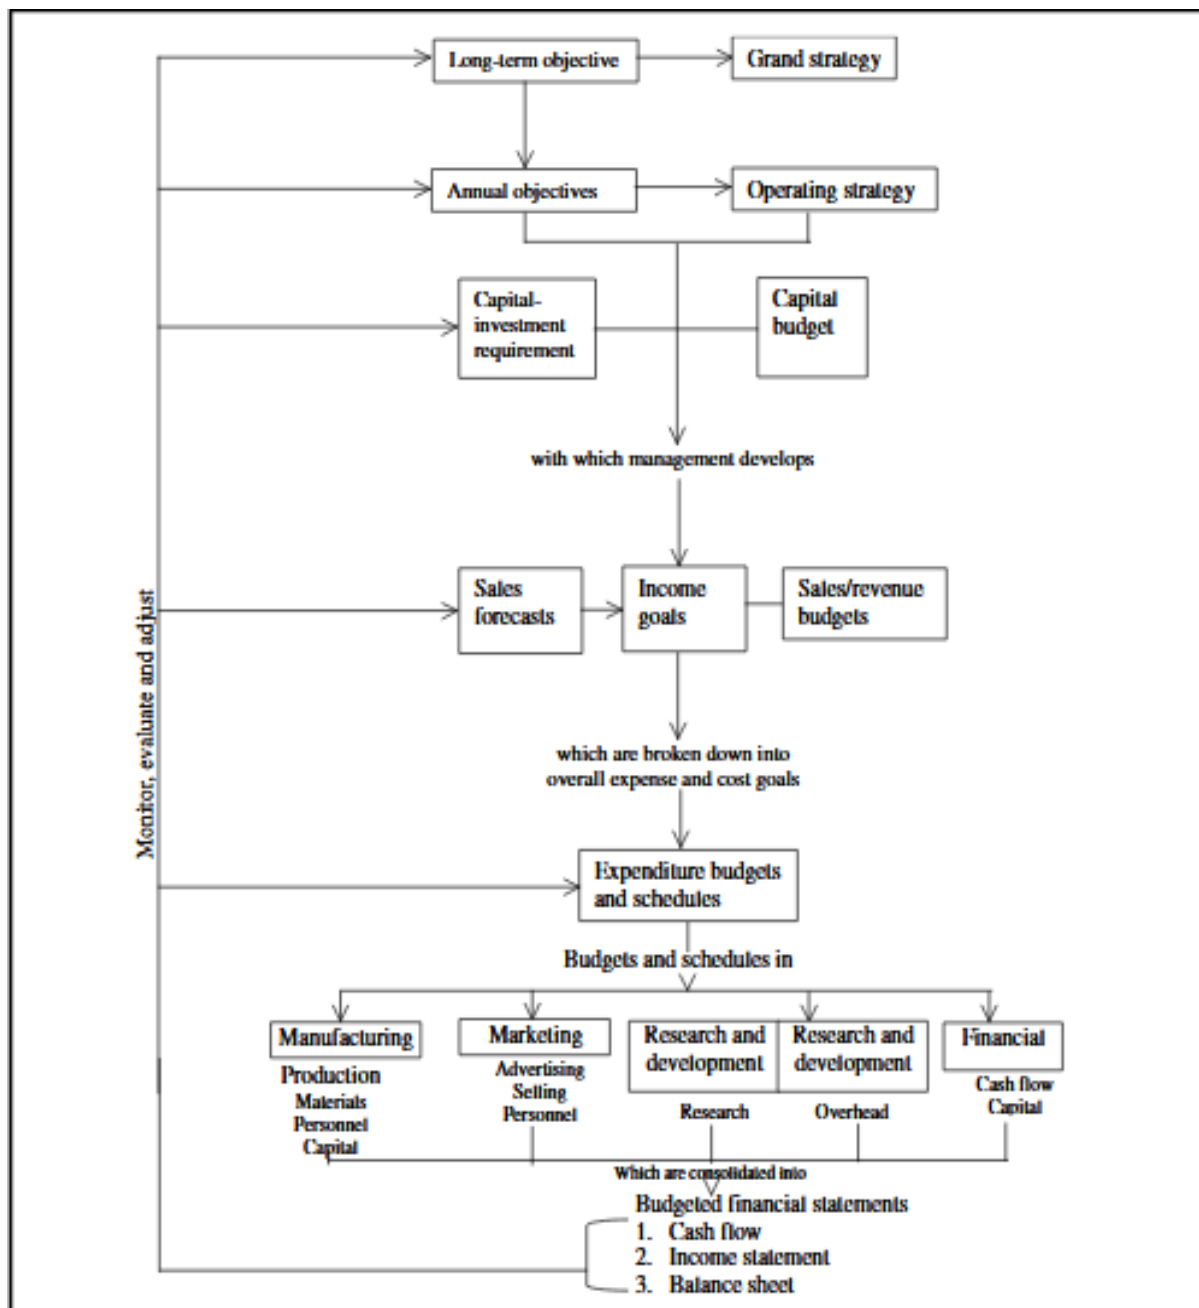 Long-term objective
Grand strategy
Annual objectives
Operating strategy
Capital-
investment
requirement
Capital
budget
with which management develops
Monitor, evaluate and adjust
Sales
forecasts
Income
goals
Sales/revenue
budgets
which are broken down into
overall expense and cost goals
Expenditure budgets
and schedules
Budgets and schedules in
Manufacturing
Production
Materials
Personnel
Capital
Marketing
Advertising
Selling
Personnel
Research and
development
Research
Research and
development
Overhead
Financial
Cash flow
Capital
Which are consolidated into
Budgeted financial statements
1. Cash flow
2. Income statement
3. Balance sheet